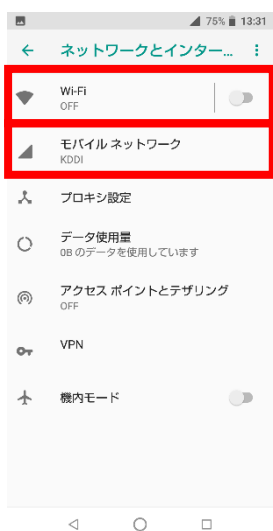 75% 13:31
ネットワークとインター...
Wi-Fi
OFF
モバイル ネットワーク
KDDI
プロキシ設定
データ使用量
0B のデータを使用しています
アクセス ポイントとテザリング
OFF
VPN
機内モード